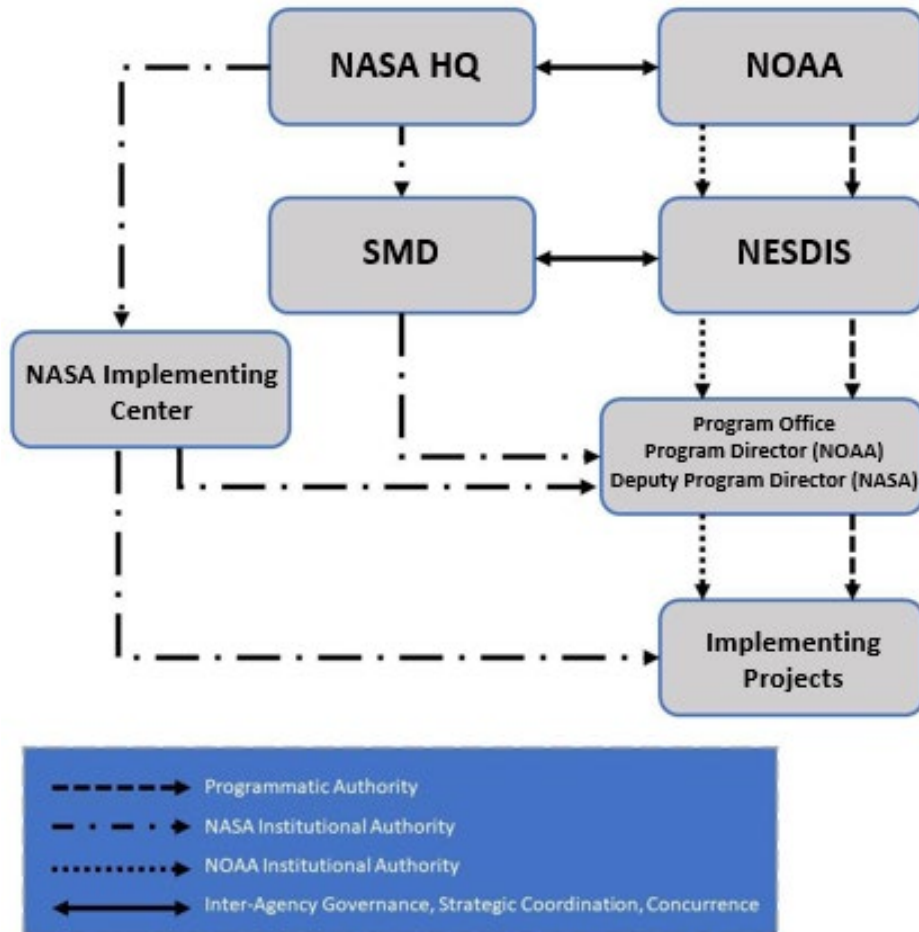 NASA HQ
NOAA
SMD
NESDIS
NASA Implementing
Center
Program Office
Program Director (NOAA)
Deputy Program Director (NASA)
Implementing
Projects
Programmatic Authority
NASA Institutional Authority
NOAA Institutional Authority
Inter-Agency Governance, Strategic Coordination, Concurrence